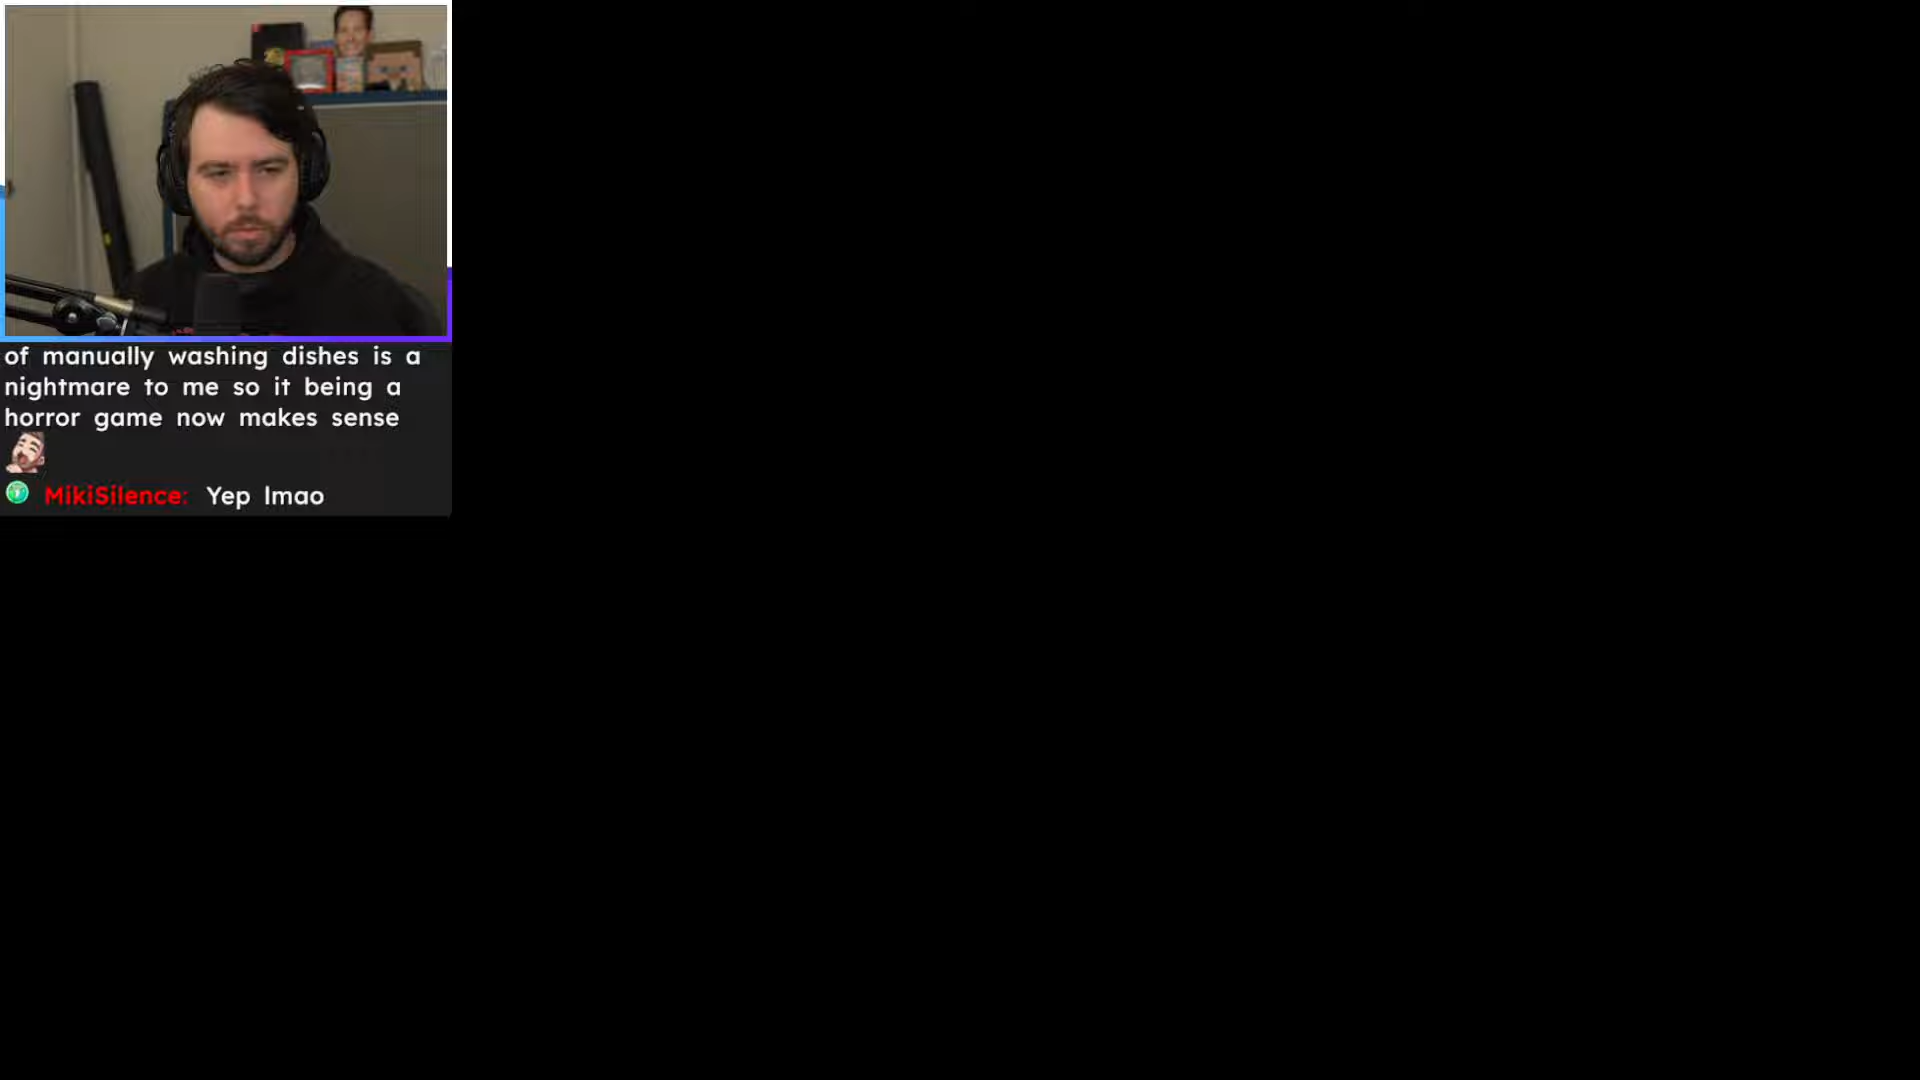 of manually washing dishes is a
nightmare to me so it being a
horror game now makes sense
MikiSilence: Yep lmao